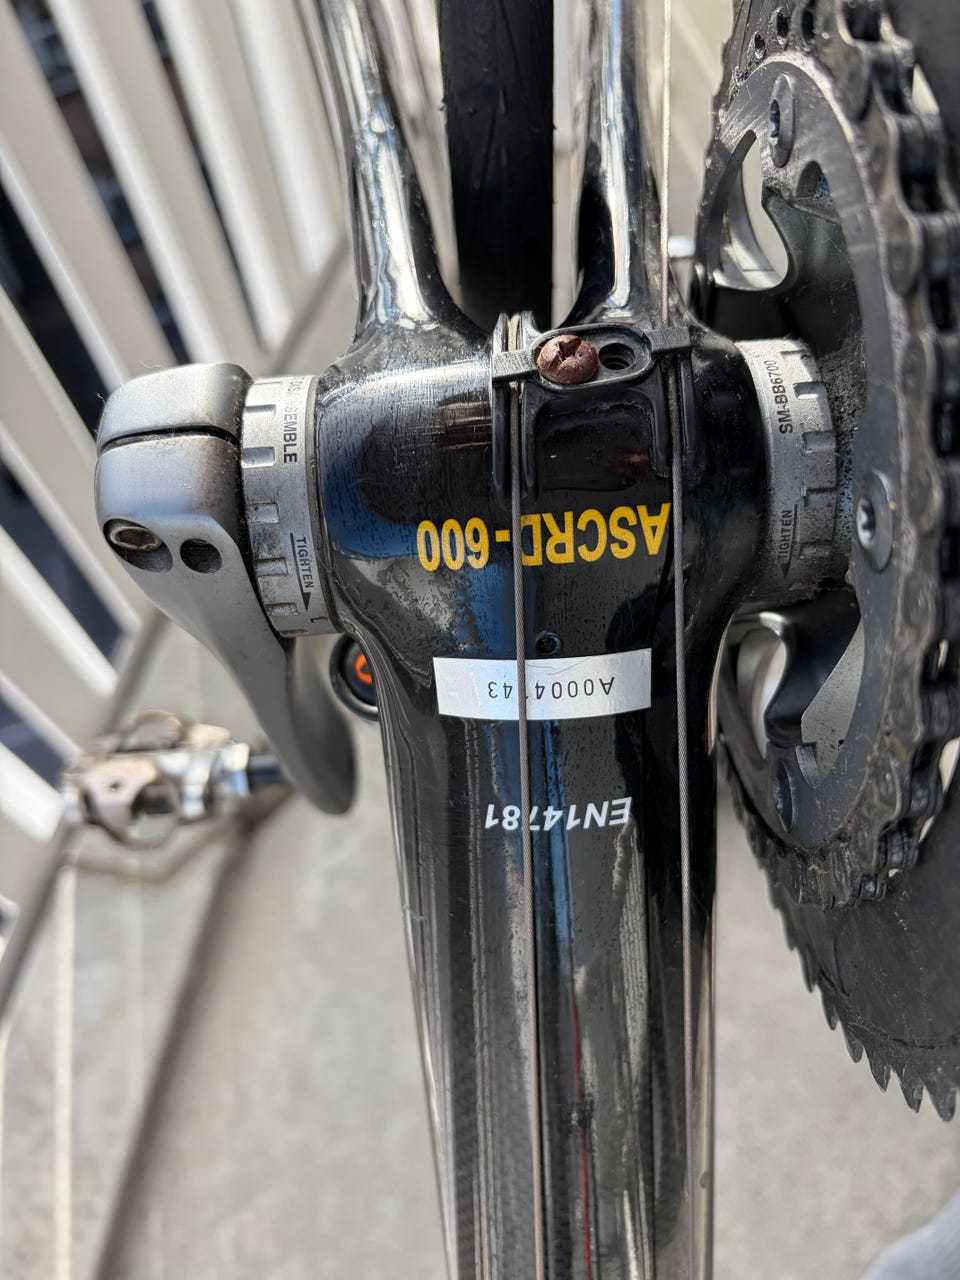 DISASSEMBLE
TIGHTEN
SM-BB6700
TIGHTEN
ASCRD-600
EN14781